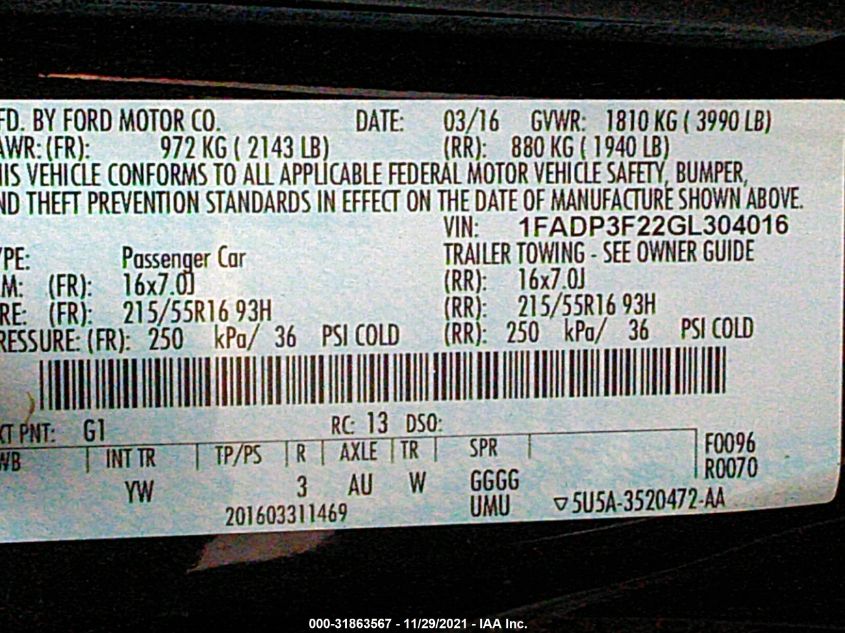 FD. BY FORD MOTOR CO. DATE: 03/16 GVWR: 1810 KG ( 3990 LB)
AWR: (FR): 972 KG ( 2143 LB) (RR): 880 KG ( 1940 LB)
IS VEHICLE CONFORMS TO ALL APPLICABLE FEDERAL MOTOR VEHICLE SAFETY, BUMPER,
ND THEFT PREVENTION STANDARDS IN EFFECT ON THE DATE OF MANUFACTURE SHOWN ABOVE.
VIN: 1FADP3F22GL304016
PE: Passenger Car TRAILER TOWING - SEE OWNER GUIDE
M: (FR): 16x7.0J (RR): 16x7.0J
RE: (FR): 215/55R16 93H (RR): 215/55R16 93H
RESSURE: (FR): 250 kPa/ 36 PSI COLD (RR): 250 kPa/ 36 PSI COLD
XT PNT: G1 RC: 13 DSO:
WB INT TR TP/PS R AXLE TR SPR F0096
R0070
YW 3 AU W GGGG
201603311469 UMU ▽5U5A-3520472-AA
000-31863567 - 11/29/2021 - IAA Inc.